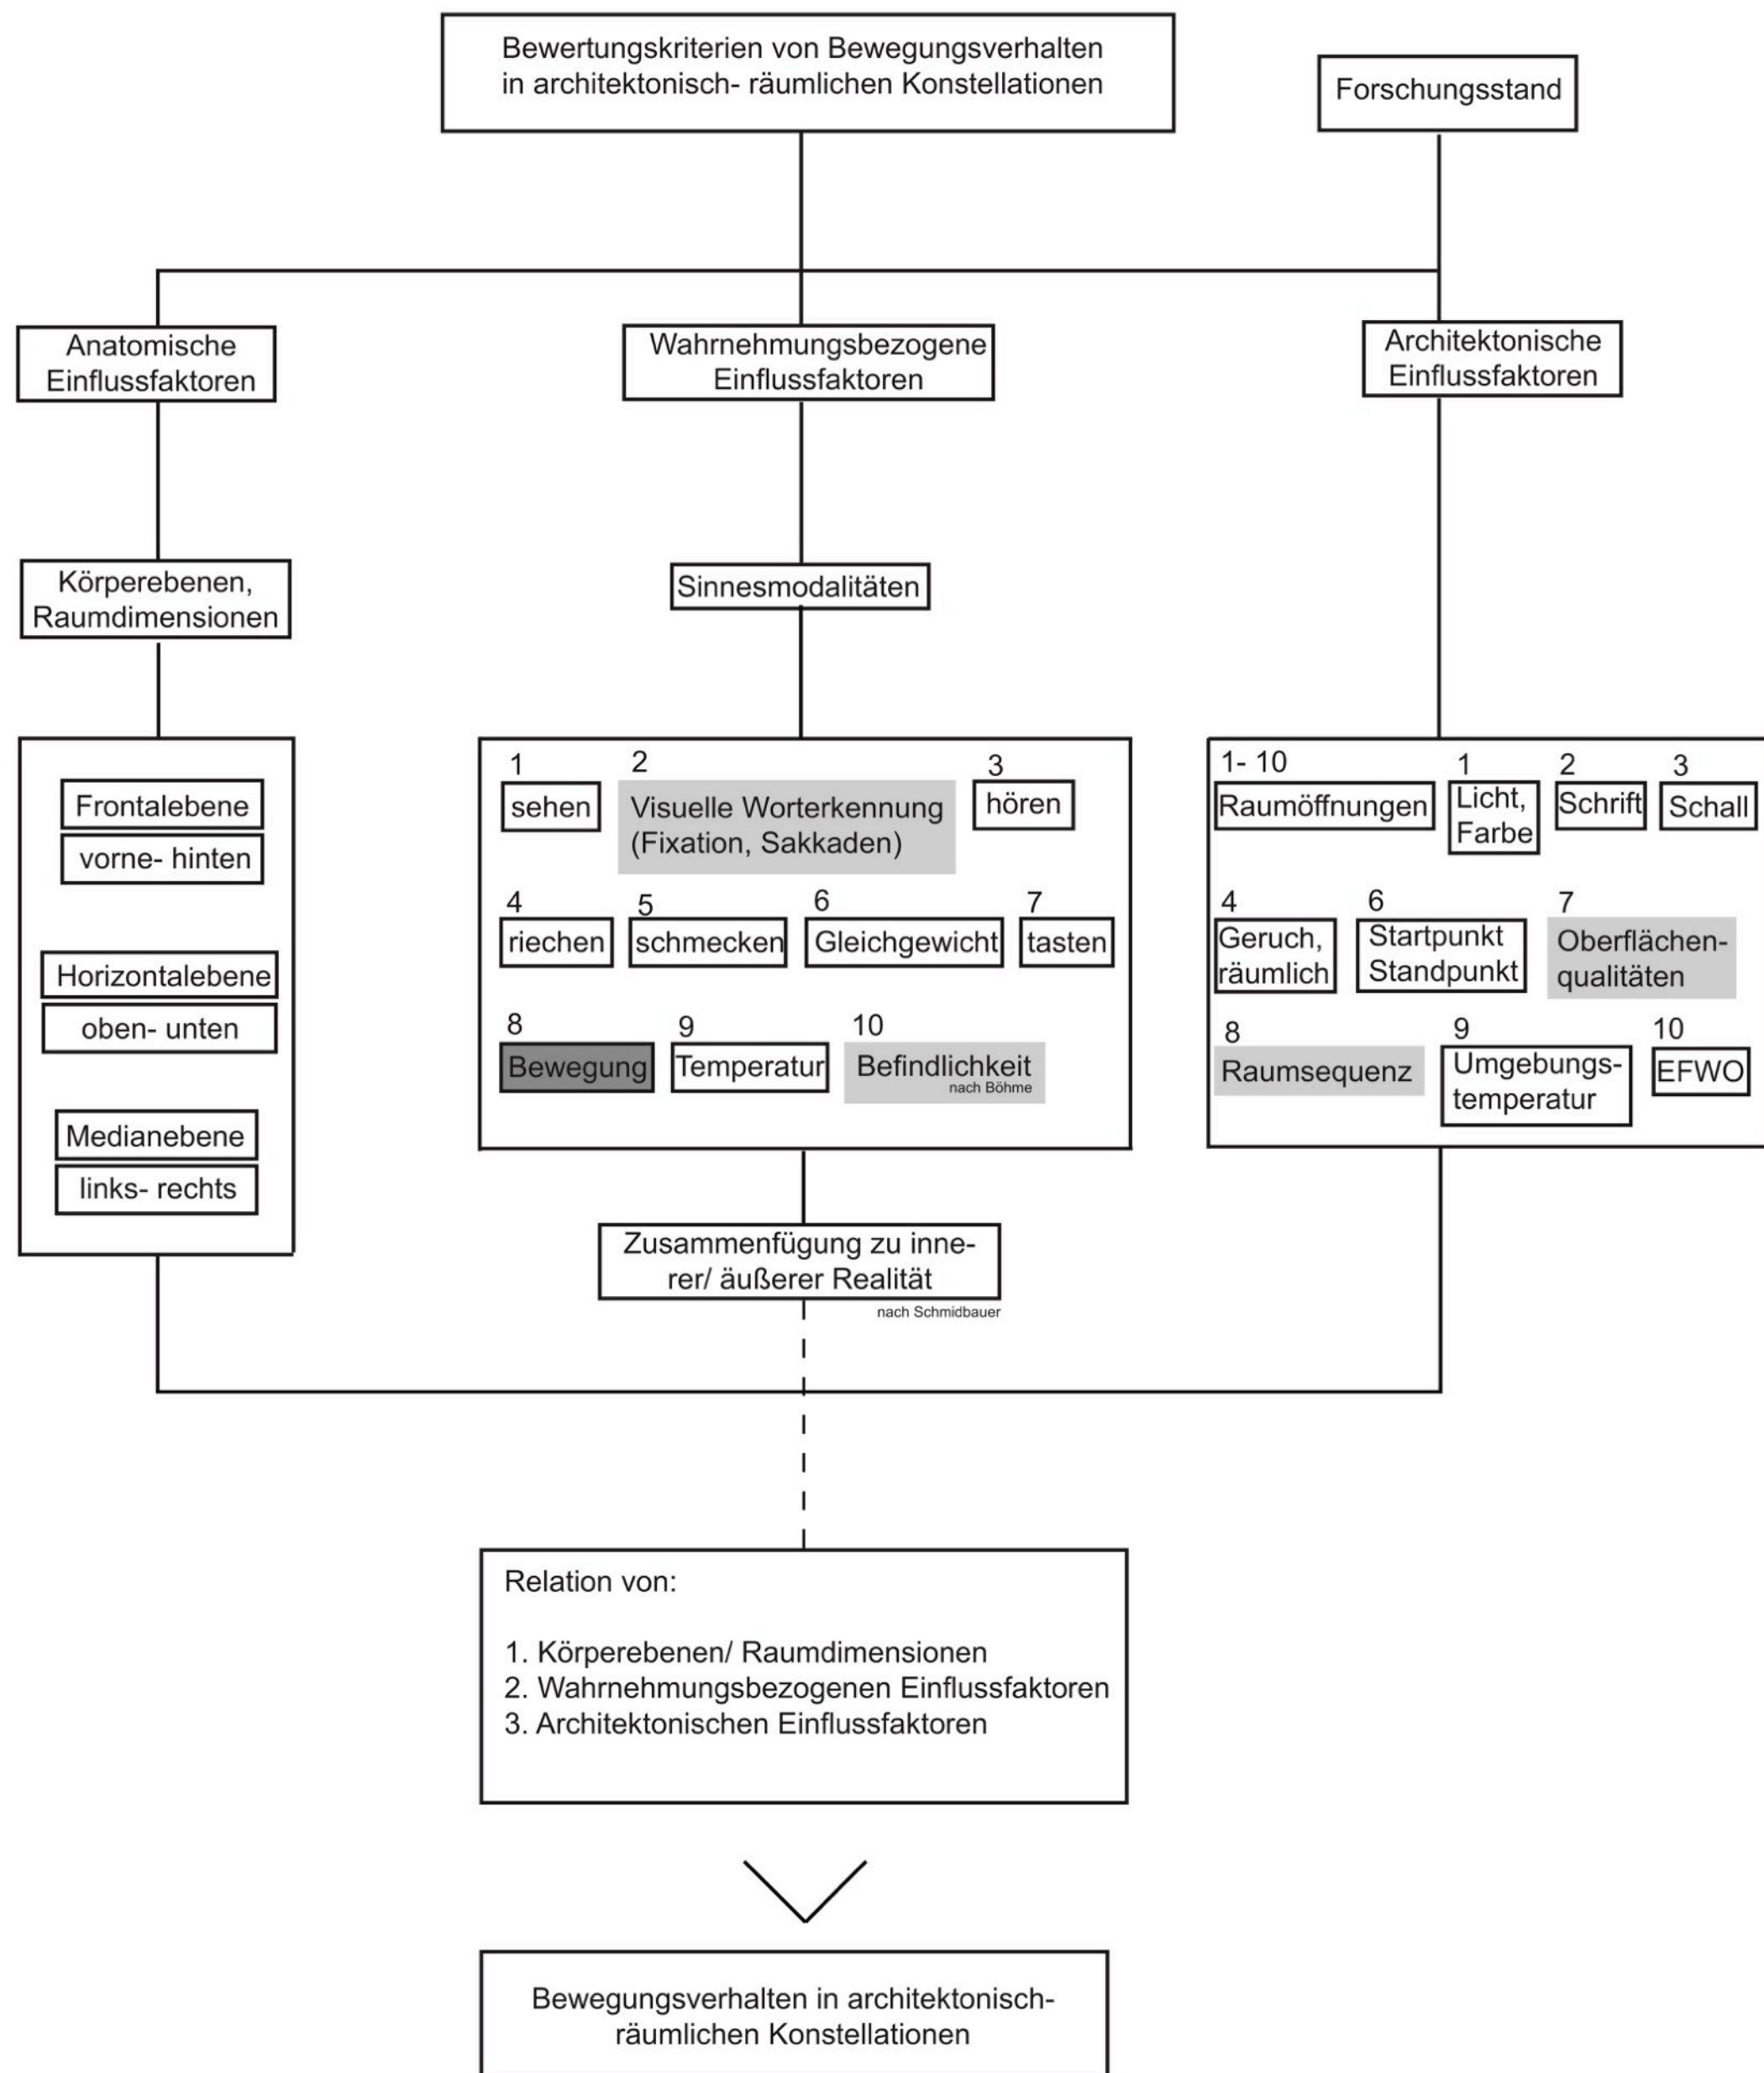 Bewertungskriterien von Bewegungsverhalten
in architektonisch- räumlichen Konstellationen
Forschungsstand
Anatomische
Einflussfaktoren
Wahrnehmungsbezogene
Einflussfaktoren
Architektonische
Einflussfaktoren
Körperebenen,
Raumdimensionen
Sinnesmodalitäten
Frontalebene
vorne- hinten
Horizontalebene
oben- unten
Medianebene
links- rechts
1
sehen
2
Visuelle Worterkennung
(Fixation, Sakkaden)
3
hören
4
riechen
5
schmecken
6
Gleichgewicht
7
tasten
8
Bewegung
9
Temperatur
10
Befindlichkeit
nach Böhme
1- 10
Raumöffnungen
1
Licht,
Farbe
2
Schrift
3
Schall
4
Geruch,
räumlich
6
Startpunkt
Standpunkt
7
Oberflächen-
qualitäten
8
Raumsequenz
9
Umgebungs-
temperatur
10
EFWO
Zusammenfügung zu inne-
rer/ äußerer Realität
nach Schmidbauer
Relation von:
1. Körperebenen/ Raumdimensionen
2. Wahrnehmungsbezogenen Einflussfaktoren
3. Architektonischen Einflussfaktoren
Bewegungsverhalten in architektonisch-
räumlichen Konstellationen